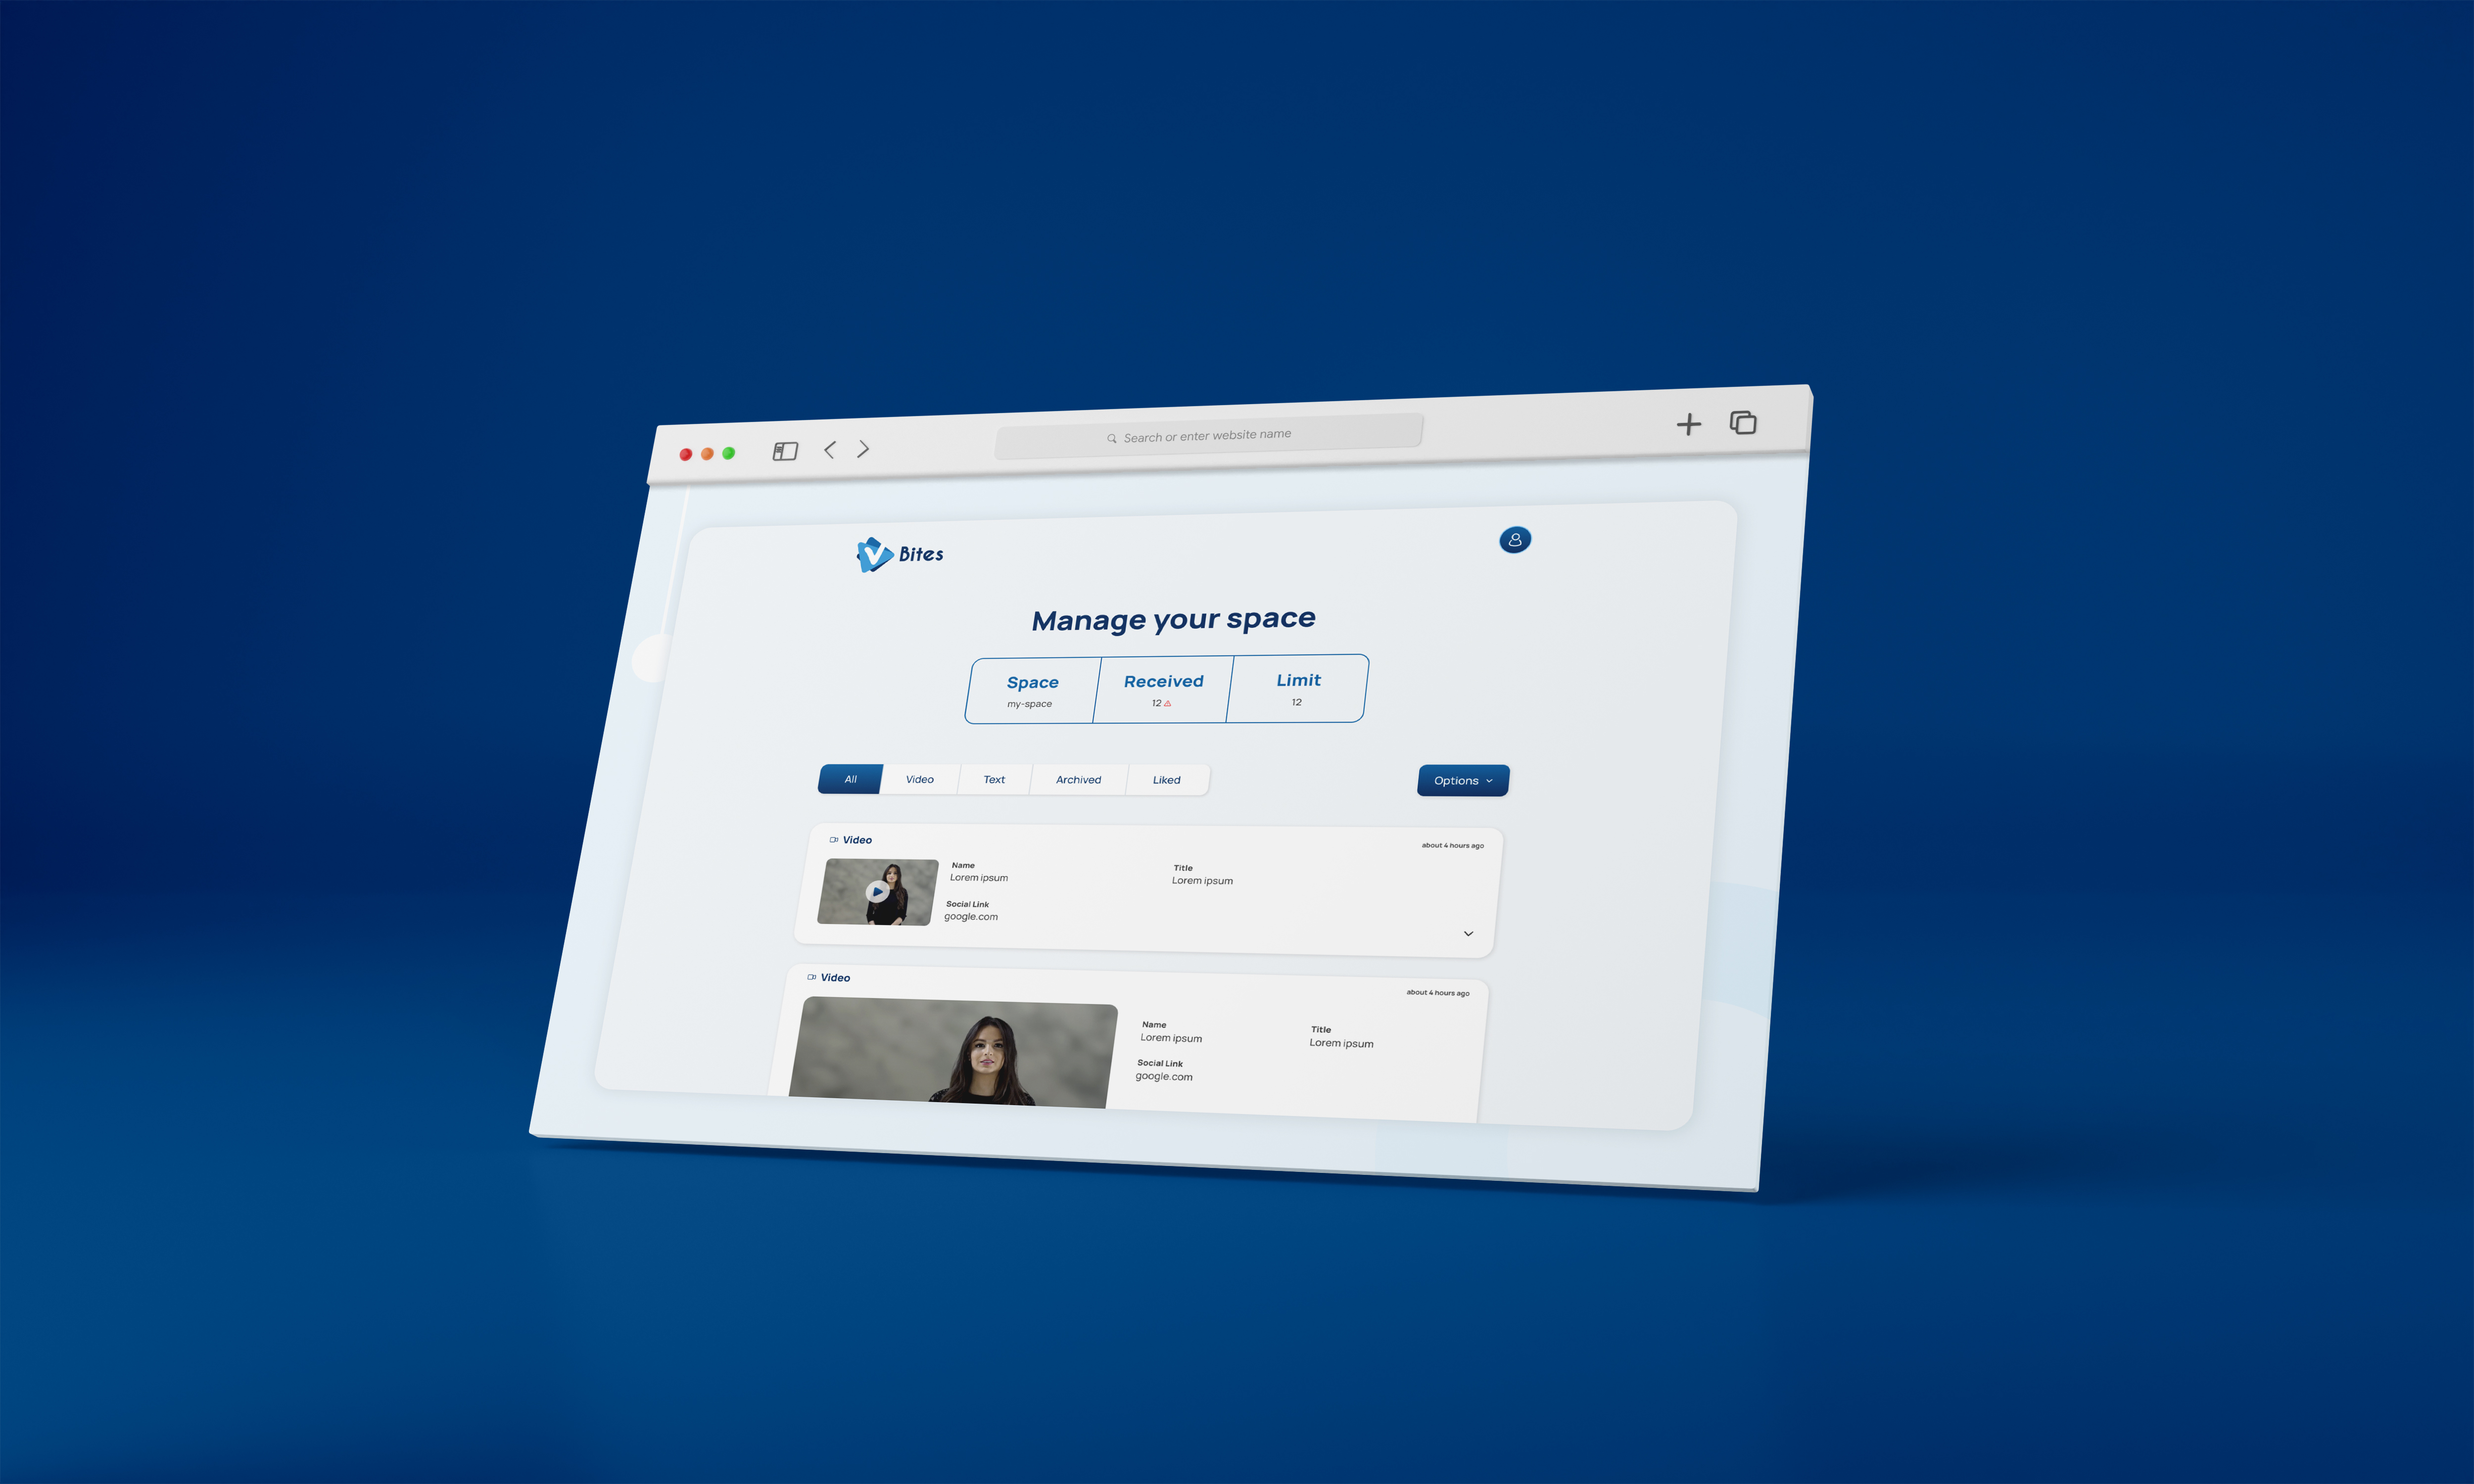 Search or enter website name
V Bites
Manage your space
Space Received Limit
my-space 12 12
All Video Text Archived Liked Options
Video about 4 hours ago
Name Title
Lorem ipsum Lorem ipsum
Social Link
google.com
Video about 4 hours ago
Name Title
Lorem ipsum Lorem ipsum
Social Link
google.com